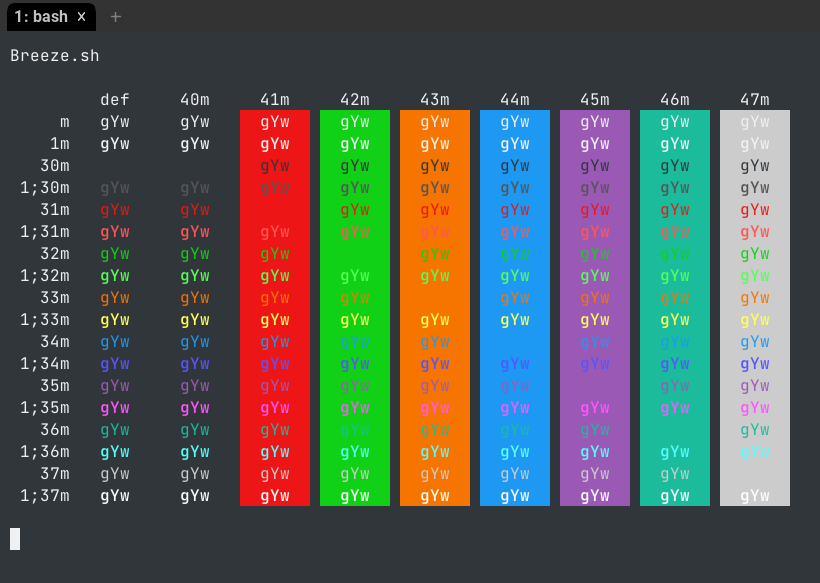 1: bash x +
Breeze.sh
def 40m 41m 42m 43m 44m 45m 46m 47m
m gYw gYw gYw gYw gYw gYw gYw gYw gYw
1m gYw gYw gYw gYw gYw gYw gYw gYw gYw
30m gYw gYw gYw gYw gYw gYw gYw
1;30m gYw gYw gYw gYw gYw gYw gYw gYw gYw
31m gYw gYw gYw gYw gYw gYw gYw gYw
1;31m gYw gYw gYw gYw gYw gYw gYw gYw gYw
32m gYw gYw gYw gYw gYw gYw gYw gYw
1;32m gYw gYw gYw gYw gYw gYw gYw gYw gYw
33m gYw gYw gYw gYw gYw gYw gYw gYw
1;33m gYw gYw gYw gYw gYw gYw gYw gYw gYw
34m gYw gYw gYw gYw gYw gYw gYw gYw
1;34m gYw gYw gYw gYw gYw gYw gYw gYw gYw
35m gYw gYw gYw gYw gYw gYw gYw gYw
1;35m gYw gYw gYw gYw gYw gYw gYw gYw gYw
36m gYw gYw gYw gYw gYw gYw gYw gYw
1;36m gYw gYw gYw gYw gYw gYw gYw gYw gYw
37m gYw gYw gYw gYw gYw gYw gYw gYw
1;37m gYw gYw gYw gYw gYw gYw gYw gYw gYw